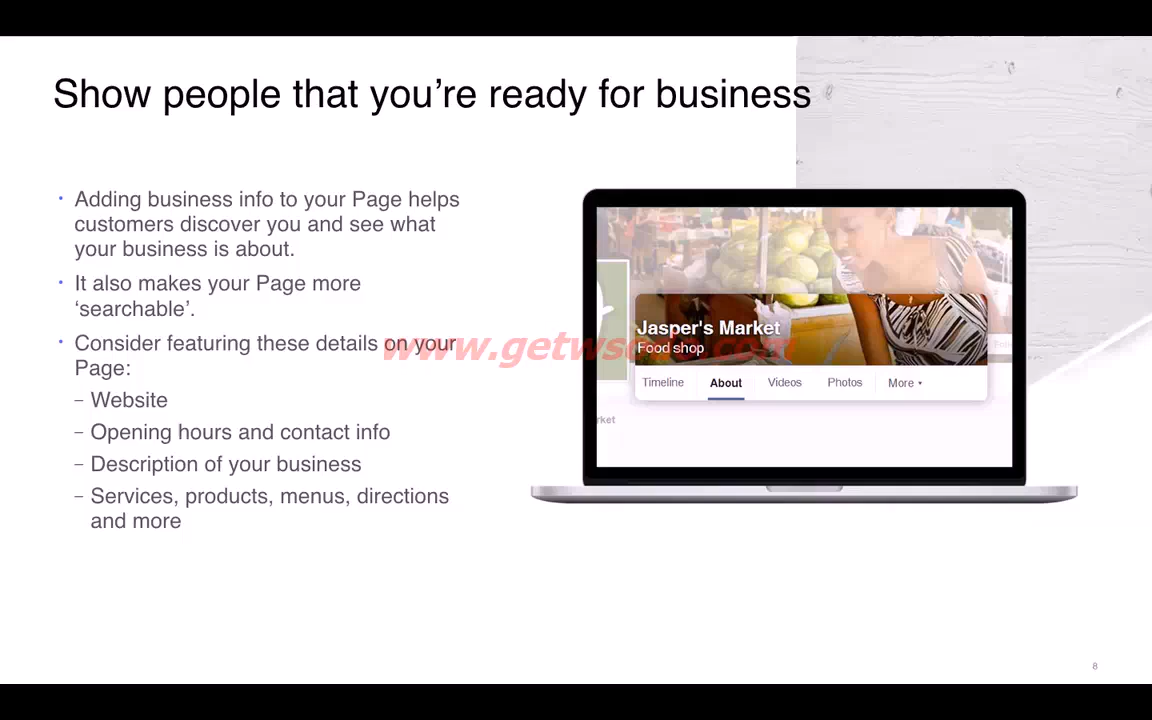 Show people that you’re ready for business
· Adding business info to your Page helps
customers discover you and see what
your business is about.
· It also makes your Page more
‘searchable’.
· Consider featuring these details on your
Page:
– Website
– Opening hours and contact info
– Description of your business
– Services, products, menus, directions
and more
Jasper's Market
Food shop
Timeline About Videos Photos More
rket
8